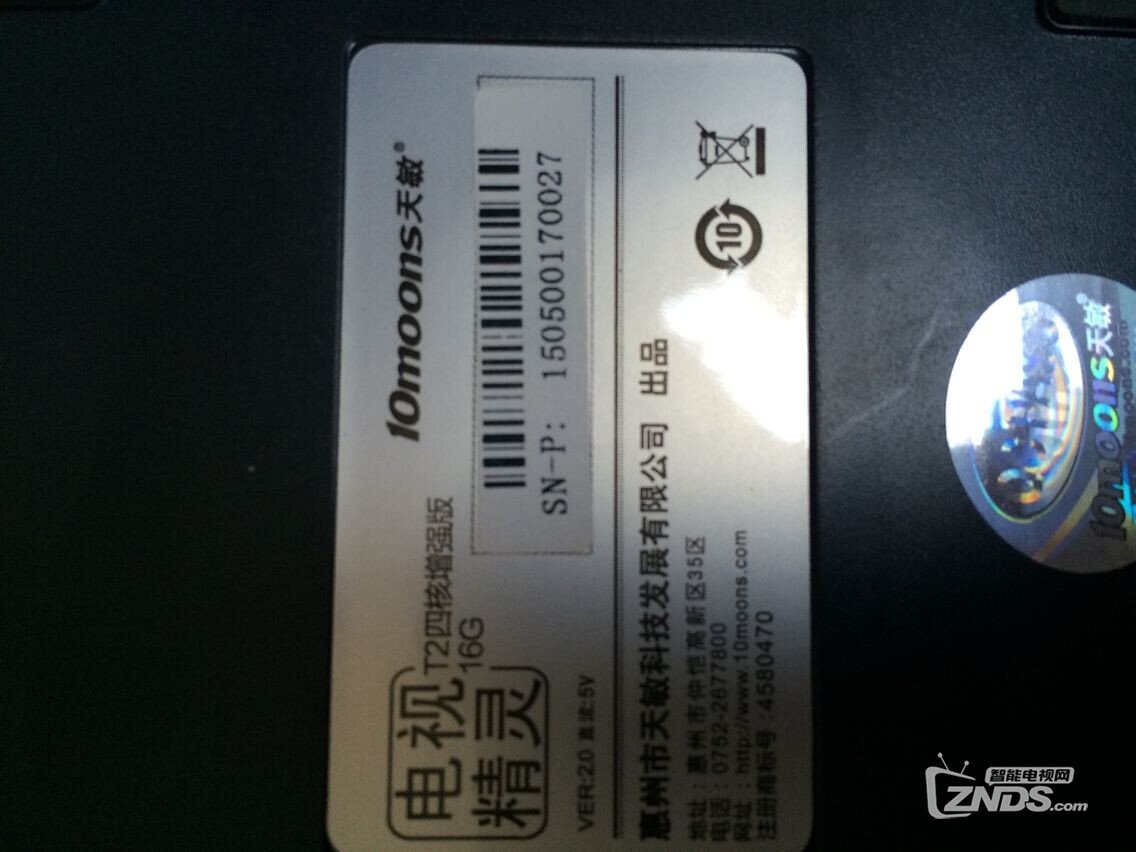 电视
精灵
T2四核增强版
16G
10moons天敏®
SN-P: 15050017002​7
VER:2.0 直流:5V
惠州市天敏科技发展有限公司 出品
地址:惠州市仲恺高新区35区
电话:0752-2677800
网址:http://www.10moons.com
注册商标号:4580470
10
10moons天敏®
智能电视网
ZNDS.com